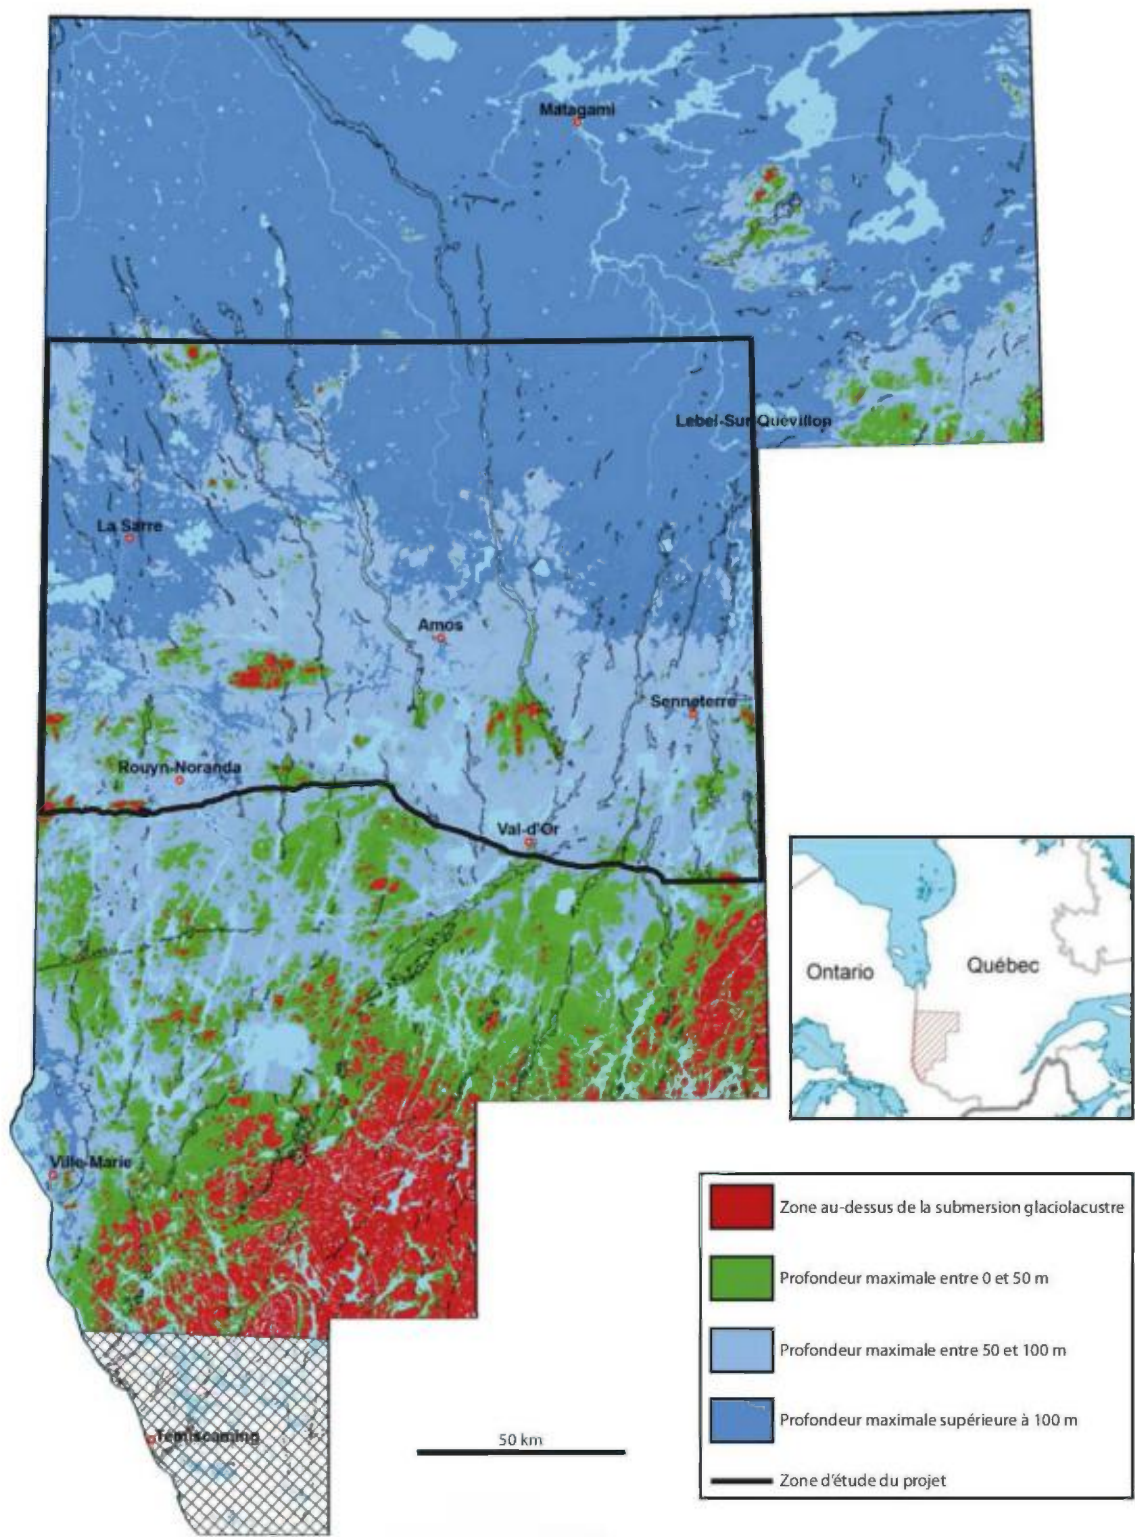 Matagami
Lebel-Sur-Quévillon
La Sarre
Amos
Senneterre
Rouyn-Noranda
Val-d'Or
Ontario
Québec
Ville-Marie
Témiscaming
50 km
Zone au-dessus de la submersion glaciolacustre
Profondeur maximale entre 0 et 50 m
Profondeur maximale entre 50 et 100 m
Profondeur maximale supérieure à 100 m
Zone d'étude du projet